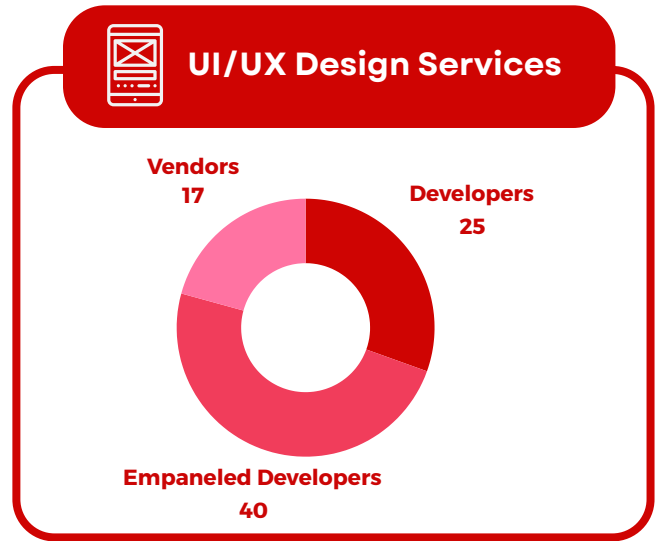 UI/UX Design Services
Vendors
17
Developers
25
Empaneled Developers
40